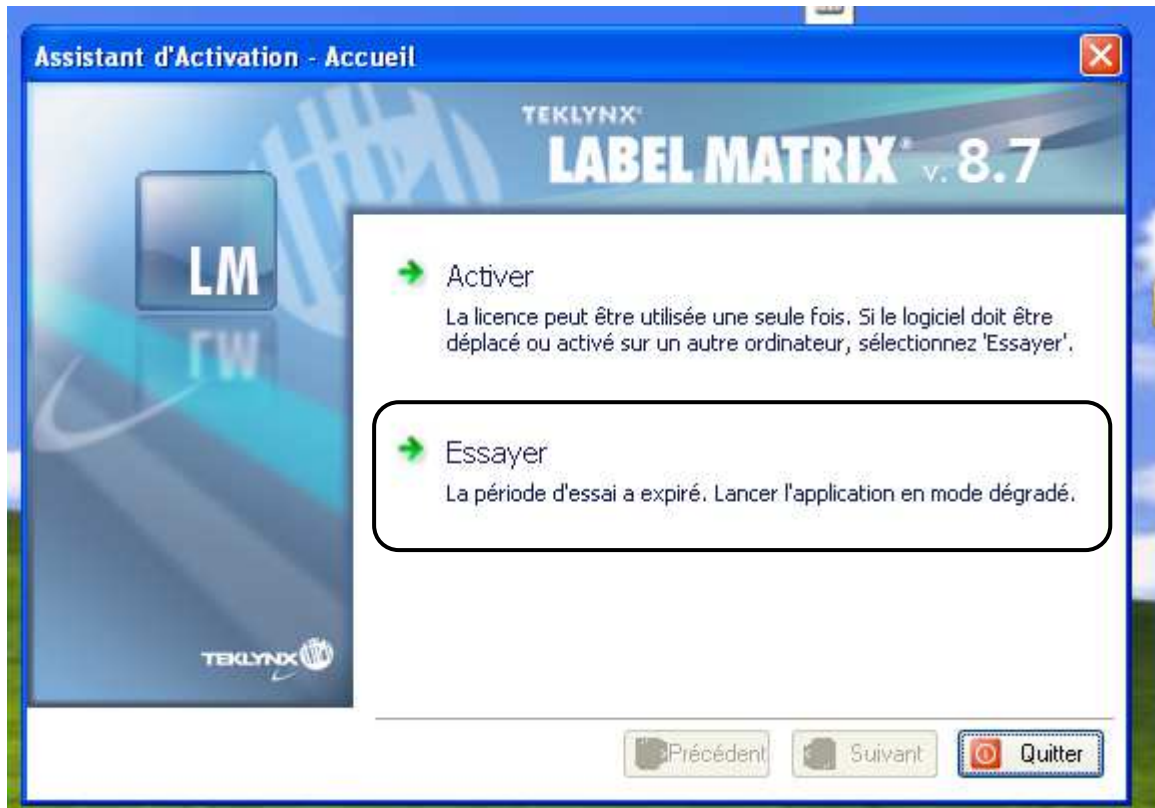 Assistant d'Activation - Accueil
TEKLYNX®
LABEL MATRIX® v. 8.7
LM
Activer
La licence peut être utilisée une seule fois. Si le logiciel doit être
déplacé ou activé sur un autre ordinateur, sélectionnez 'Essayer'.
Essayer
La période d'essai a expiré. Lancer l'application en mode dégradé.
TEKLYNX
Précédent
Suivant
Quitter